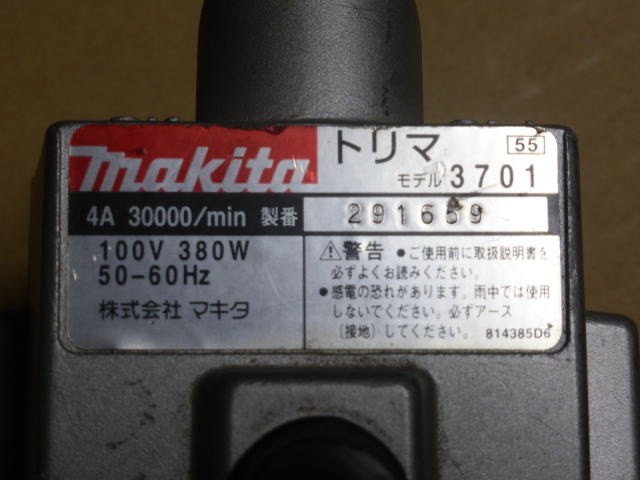 makita
トリマ
55
モデル 3701
4A 30000/min 製番 291659
100V 380W
50-60Hz
株式会社 マキタ
⚠警告 ●ご使用前に取扱説明書を
必ずよくお読みください。
●感電の恐れがあります。雨中では使用
しないでください。必ずアース
(接地)してください。 814385D6